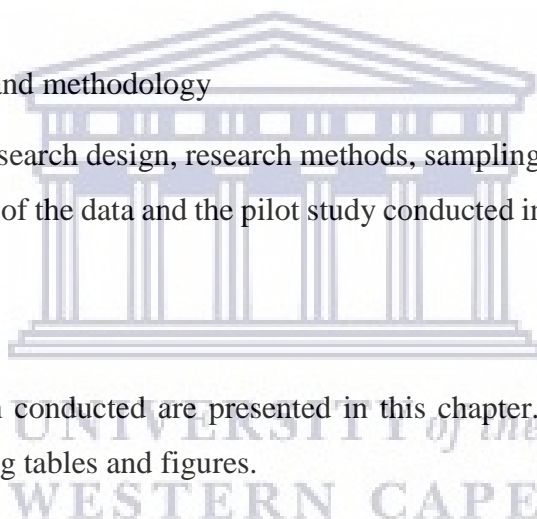 and methodology
search design, research methods, sampling
of the data and the pilot study conducted in
conducted are presented in this chapter.
UNIVERSITY of the
g tables and figures.
WESTERN CAPE